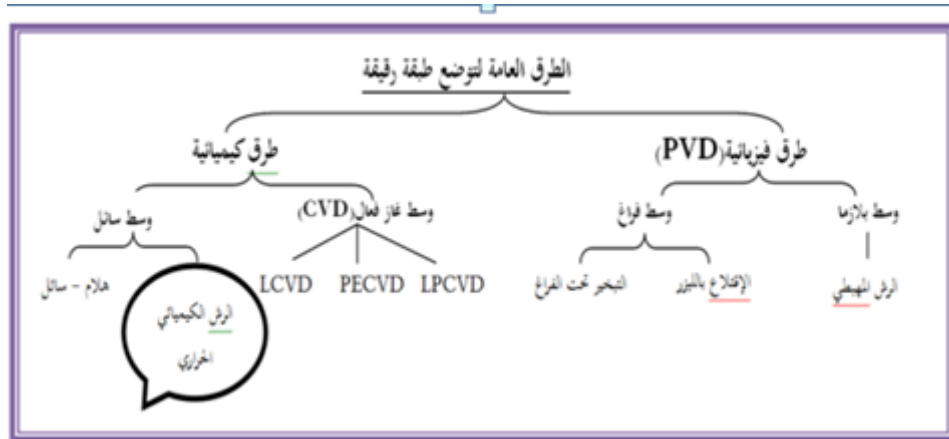 الطرق العامة لتوضع طبقة رقيقة
طرق فيزيائية(PVD)
طرق كيميائية
وسط بلازما
وسط فراغ
وسط غاز فعال(CVD)
وسط سائل
الرش المهبطي
الإقتلاع بالليزر
التبخير تحت الفراغ
LCVD PECVD LPCVD
الرش الكيميائي
الحراري
هلام – سائل